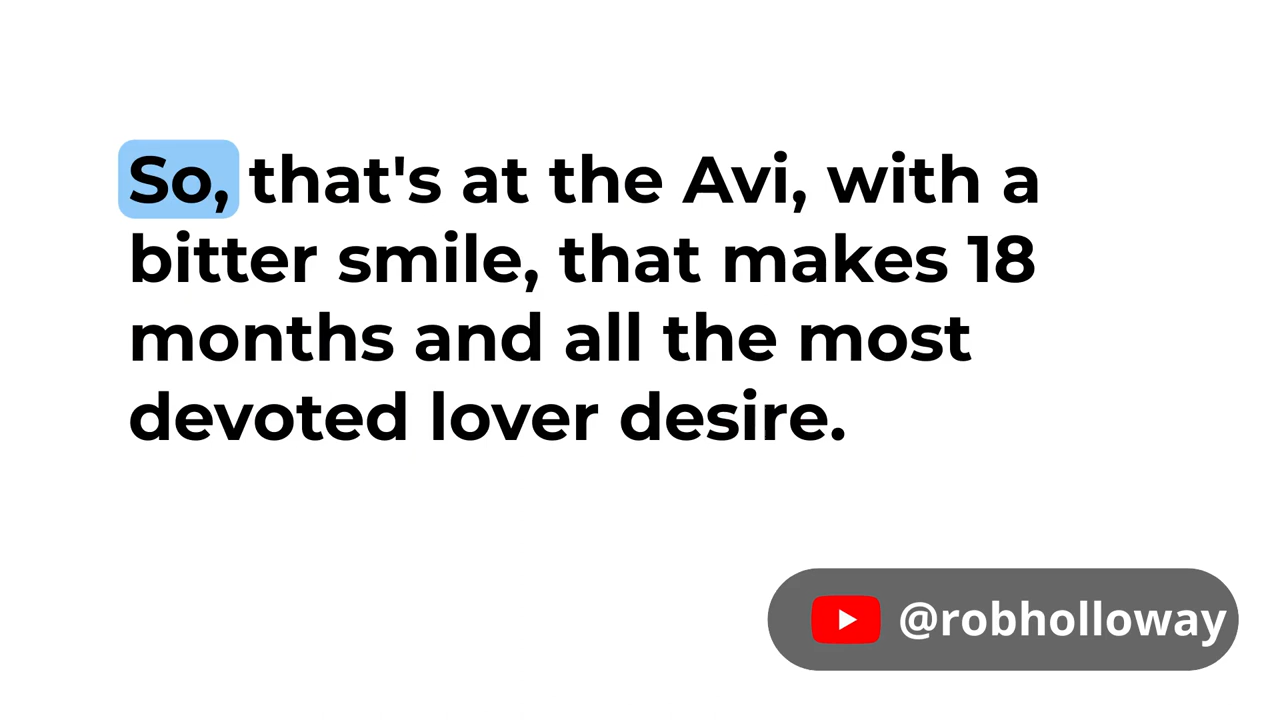 So, that's at the Avi, with a
bitter smile, that makes 18
months and all the most
devoted lover desire.
@robholloway